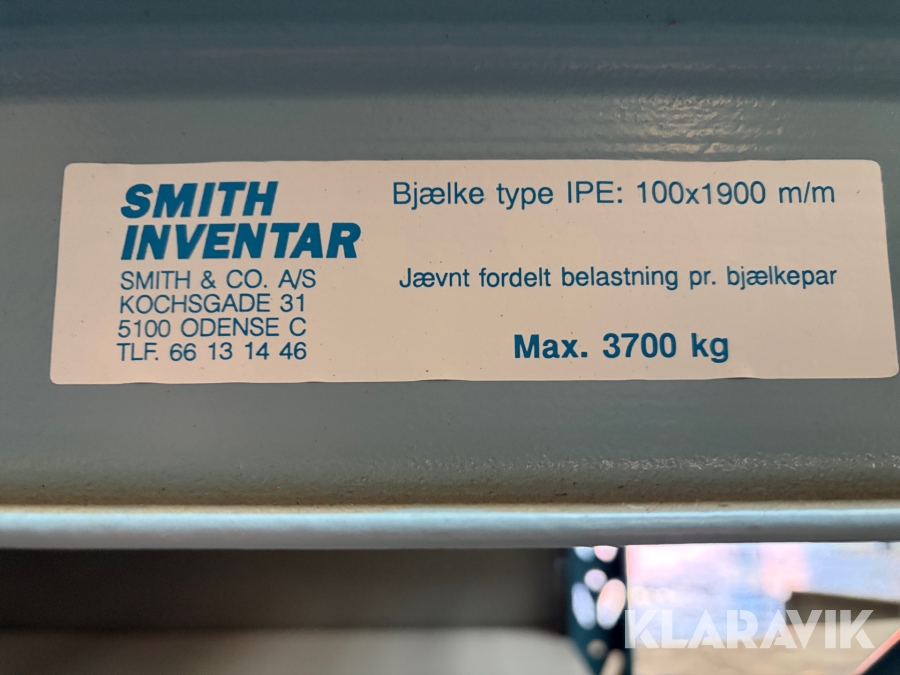 SMITH
INVENTAR
SMITH & CO. A/S
KOCHSGADE 31
5100 ODENSE C
TLF. 66 13 14 46
Bjælke type IPE: 100x1900 m/m
Jævnt fordelt belastning pr. bjælkepar
Max. 3700 kg
KLARAVIK